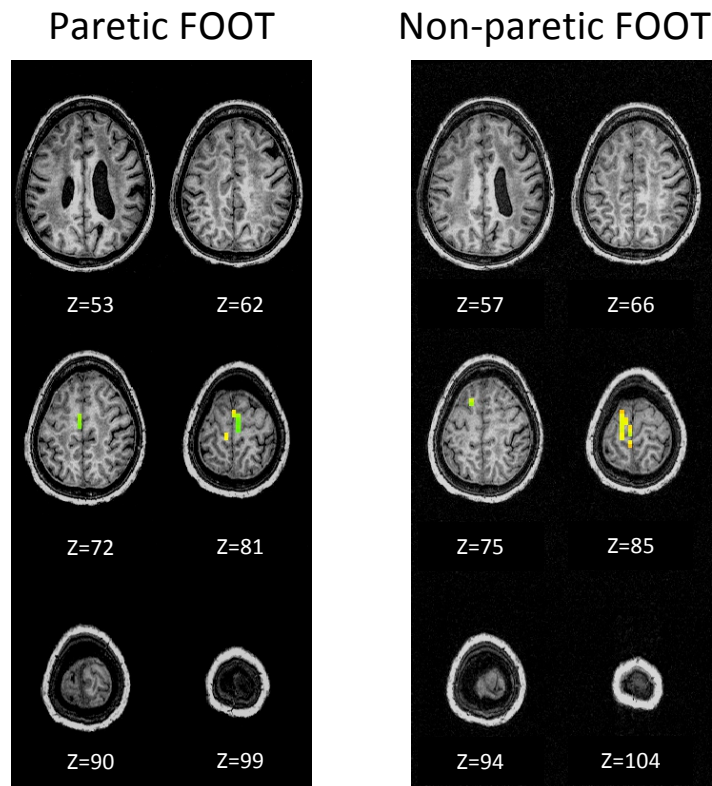 Paretic FOOT
Z=53 Z=62
Z=72 Z=81
Z=90 Z=99
Non-paretic FOOT
Z=57 Z=66
Z=75 Z=85
Z=94 Z=104